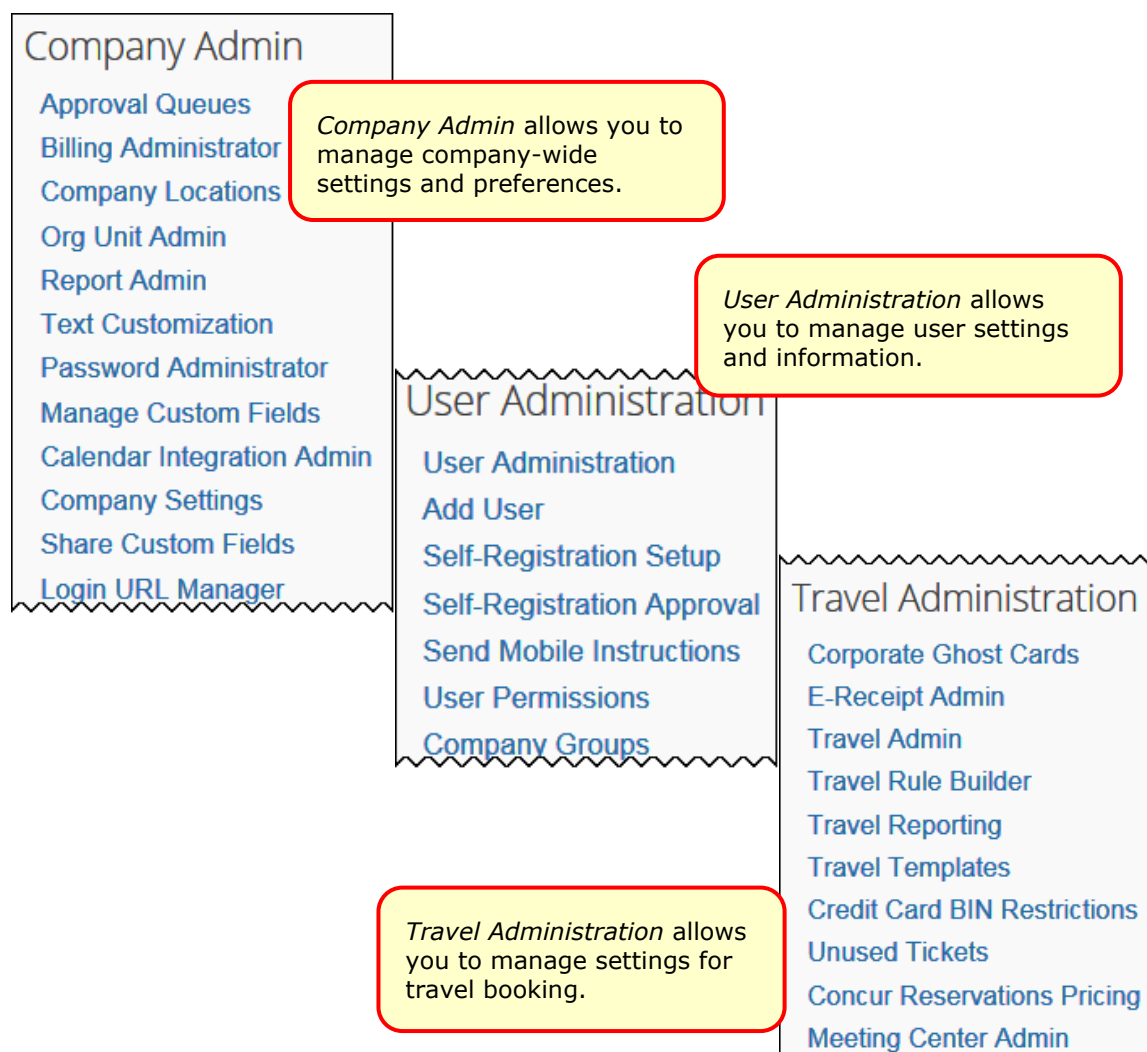 Company Admin
Approval Queues
Billing Administrator
Company Locations
Org Unit Admin
Report Admin
Text Customization
Password Administrator
Manage Custom Fields
Calendar Integration Admin
Company Settings
Share Custom Fields
Login URL Manager
Company Admin allows you to
manage company-wide
settings and preferences.
User Administration allows
you to manage user settings
and information.
User Administration
User Administration
Add User
Self-Registration Setup
Self-Registration Approval
Send Mobile Instructions
User Permissions
Company Groups
Travel Administration
Corporate Ghost Cards
E-Receipt Admin
Travel Admin
Travel Rule Builder
Travel Reporting
Travel Templates
Credit Card BIN Restrictions
Unused Tickets
Concur Reservations Pricing
Meeting Center Admin
Travel Administration allows
you to manage settings for
travel booking.